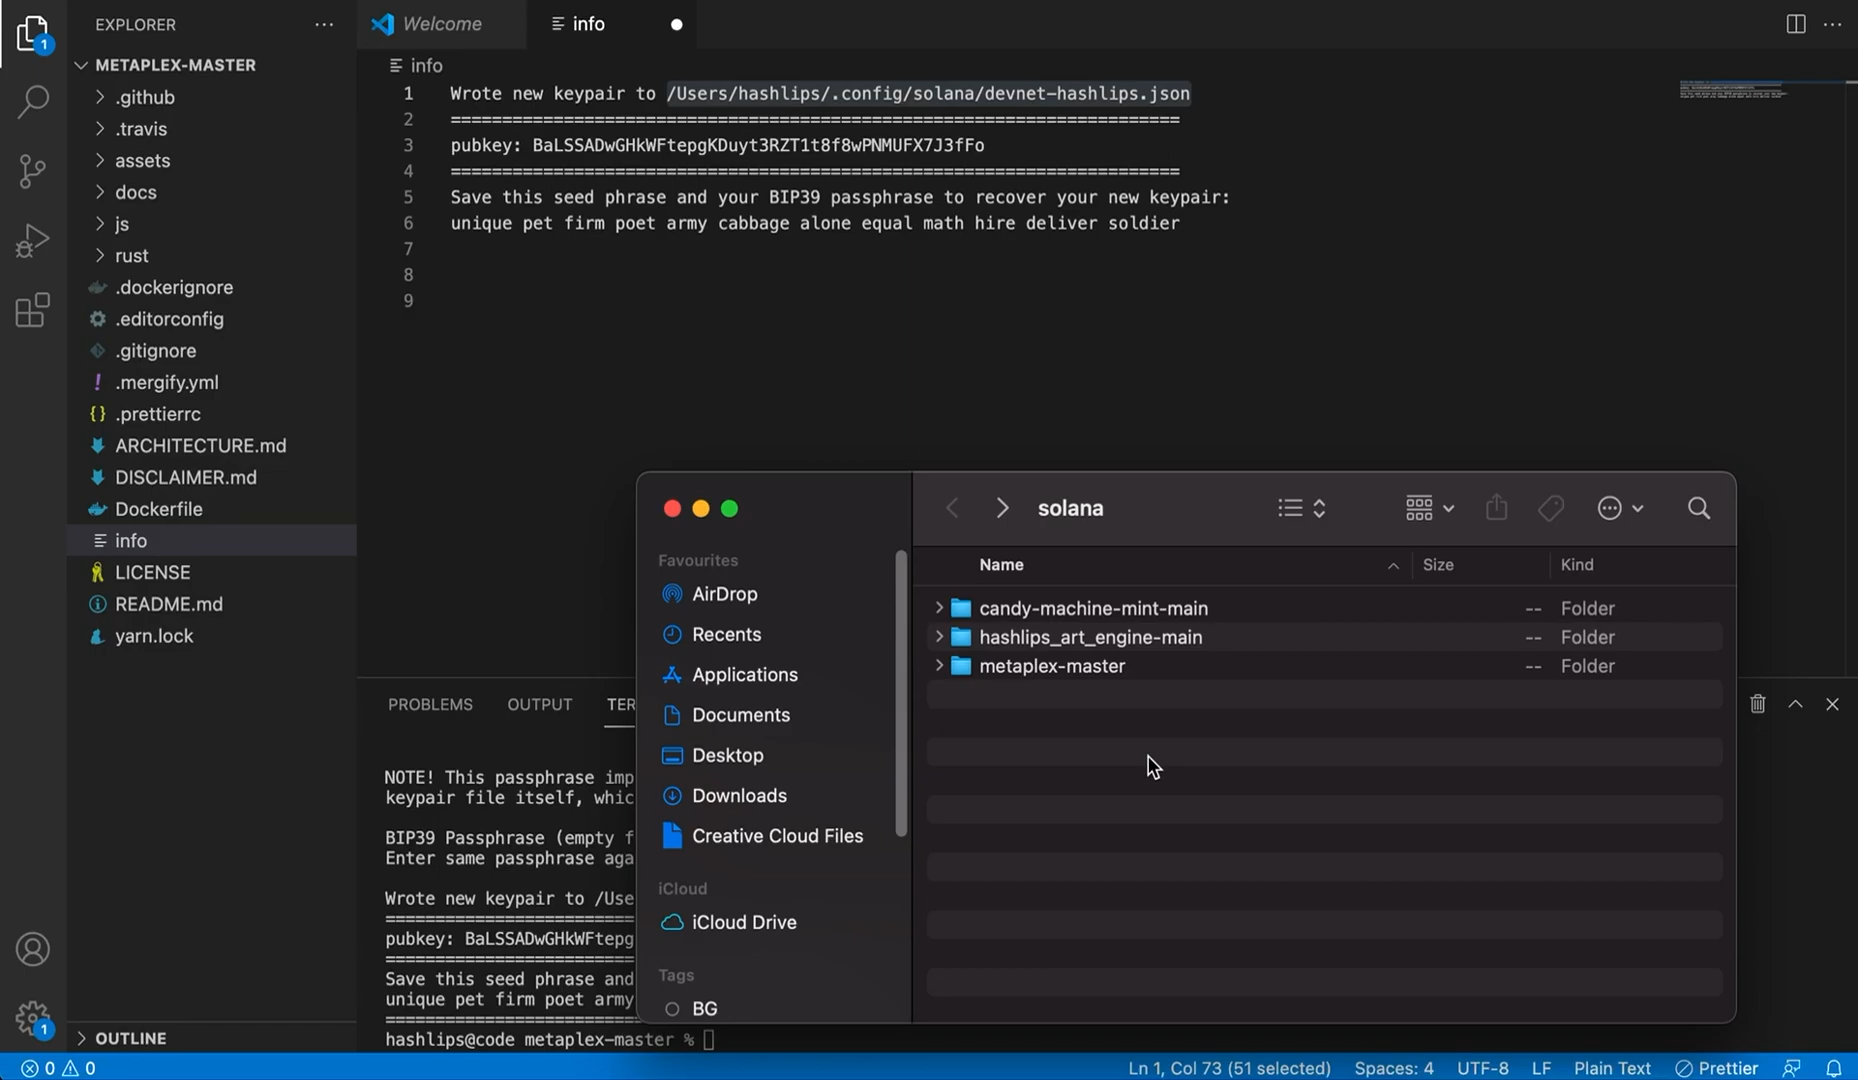 1
EXPLORER
Welcome
info
METAPLEX-MASTER
.github
.travis
assets
docs
js
rust
.dockerignore
.editorconfig
.gitignore
.mergify.yml
.prettierrc
ARCHITECTURE.md
DISCLAIMER.md
Dockerfile
info
LICENSE
README.md
yarn.lock
OUTLINE
1
info
1 Wrote new keypair to /Users/hashlips/.config/solana/devnet-hashlips.json
2 =======================================================================
3 pubkey: BaLSSADwGHkWFtepgKDuyt3RZT1t8f8wPNMUFX7J3fFo
4 =======================================================================
5 Save this seed phrase and your BIP39 passphrase to recover your new keypair:
6 unique pet firm poet army cabbage alone equal math hire deliver soldier
7
8
9
PROBLEMS OUTPUT TER
NOTE! This passphrase imp
keypair file itself, whic
BIP39 Passphrase (empty f
Enter same passphrase aga
Wrote new keypair to /Use
========================
pubkey: BaLSSADwGHkWFtepg
========================
Save this seed phrase and
unique pet firm poet army
========================
hashlips@code metaplex-master %
solana
Favourites
AirDrop
Recents
Applications
Documents
Desktop
Downloads
Creative Cloud Files
iCloud
iCloud Drive
Tags
BG
Name Size Kind
candy-machine-mint-main -- Folder
hashlips_art_engine-main -- Folder
metaplex-master -- Folder
0 0
Ln 1, Col 73 (51 selected) Spaces: 4 UTF-8 LF Plain Text Prettier